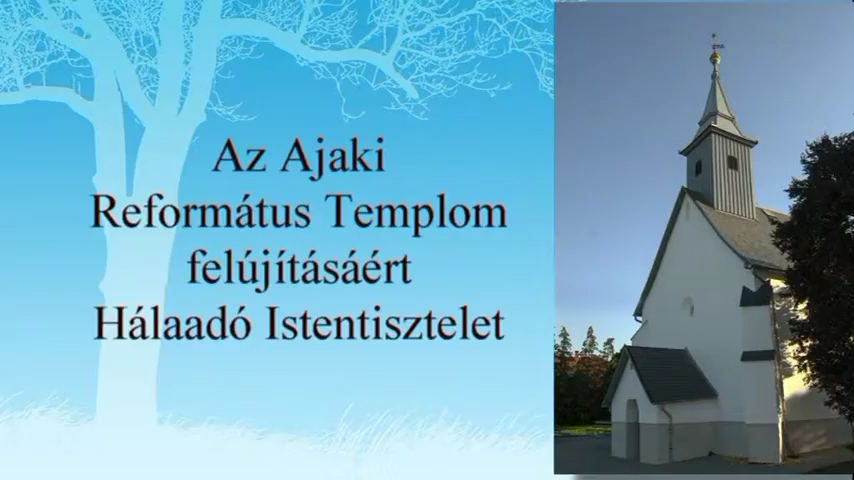 Az Ajaki
Református Templom
felújításáért
Hálaadó Istentisztelet